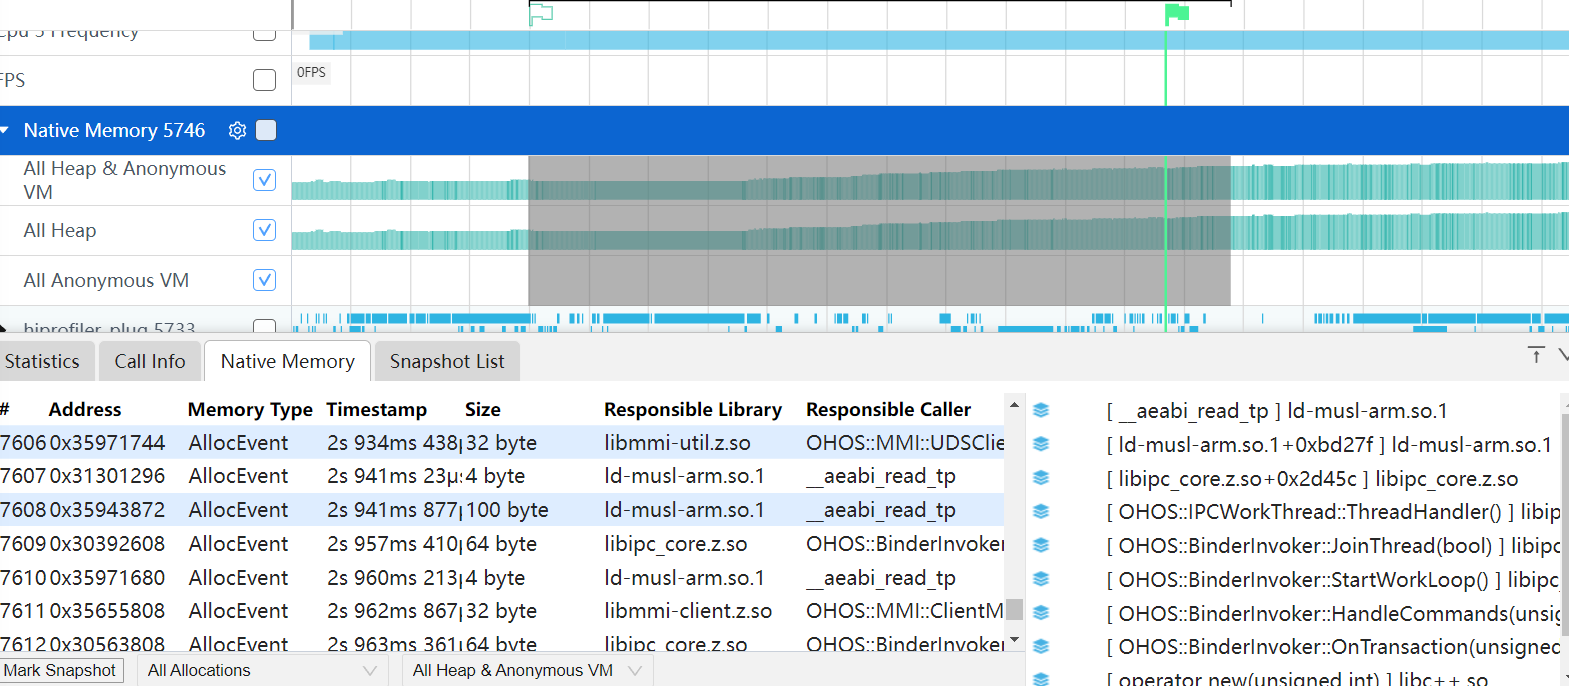 Cpu 5 Frequency
FPS
0FPS
Native Memory 5746
All Heap & Anonymous
VM
All Heap
All Anonymous VM
hiprofiler_plug 5733
Statistics Call Info Native Memory Snapshot List
# Address Memory Type Timestamp Size Responsible Library Responsible Caller
7606 0x35971744 AllocEvent 2s 934ms 438 32 byte libmmi-util.z.so OHOS::MMI::UDSClie
7607 0x31301296 AllocEvent 2s 941ms 23μs 4 byte ld-musl-arm.so.1 __aeabi_read_tp
7608 0x35943872 AllocEvent 2s 941ms 877 100 byte ld-musl-arm.so.1 __aeabi_read_tp
7609 0x30392608 AllocEvent 2s 957ms 410 64 byte libipc_core.z.so OHOS::BinderInvoker
7610 0x35971680 AllocEvent 2s 960ms 213 4 byte ld-musl-arm.so.1 __aeabi_read_tp
7611 0x35655808 AllocEvent 2s 962ms 867 32 byte libmmi-client.z.so OHOS::MMI::ClientM
7612 0x30563808 AllocEvent 2s 963ms 361 64 byte libipc_core.z.so OHOS::BinderInvoker
[ __aeabi_read_tp ] ld-musl-arm.so.1
[ ld-musl-arm.so.1+0xbd27f ] ld-musl-arm.so.1
[ libipc_core.z.so+0x2d45c ] libipc_core.z.so
[ OHOS::IPCWorkThread::ThreadHandler() ] libip
[ OHOS::BinderInvoker::JoinThread(bool) ] libipc
[ OHOS::BinderInvoker::StartWorkLoop() ] libipc_
[ OHOS::BinderInvoker::HandleCommands(unsig
[ OHOS::BinderInvoker::OnTransaction(unsigned
[ operator new(unsigned int) ] libc++.so
Mark Snapshot All Allocations All Heap & Anonymous VM